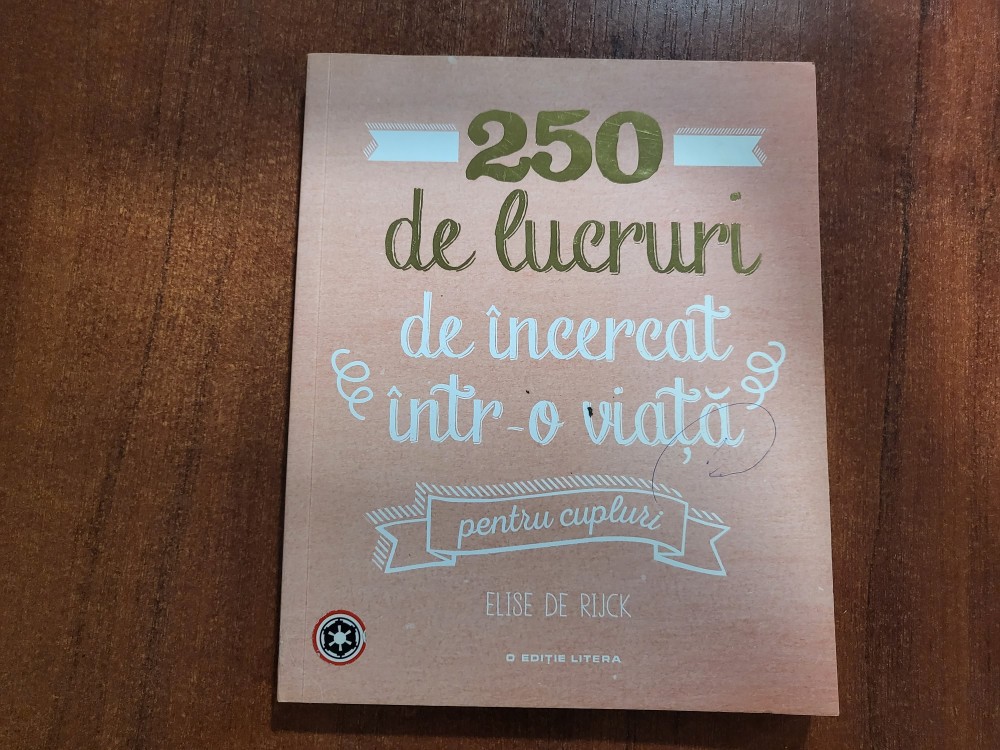 250
de lucruri
de încercat
într-o viață
pentru cupluri
ELISE DE RIJCK
O EDIȚIE LITERA